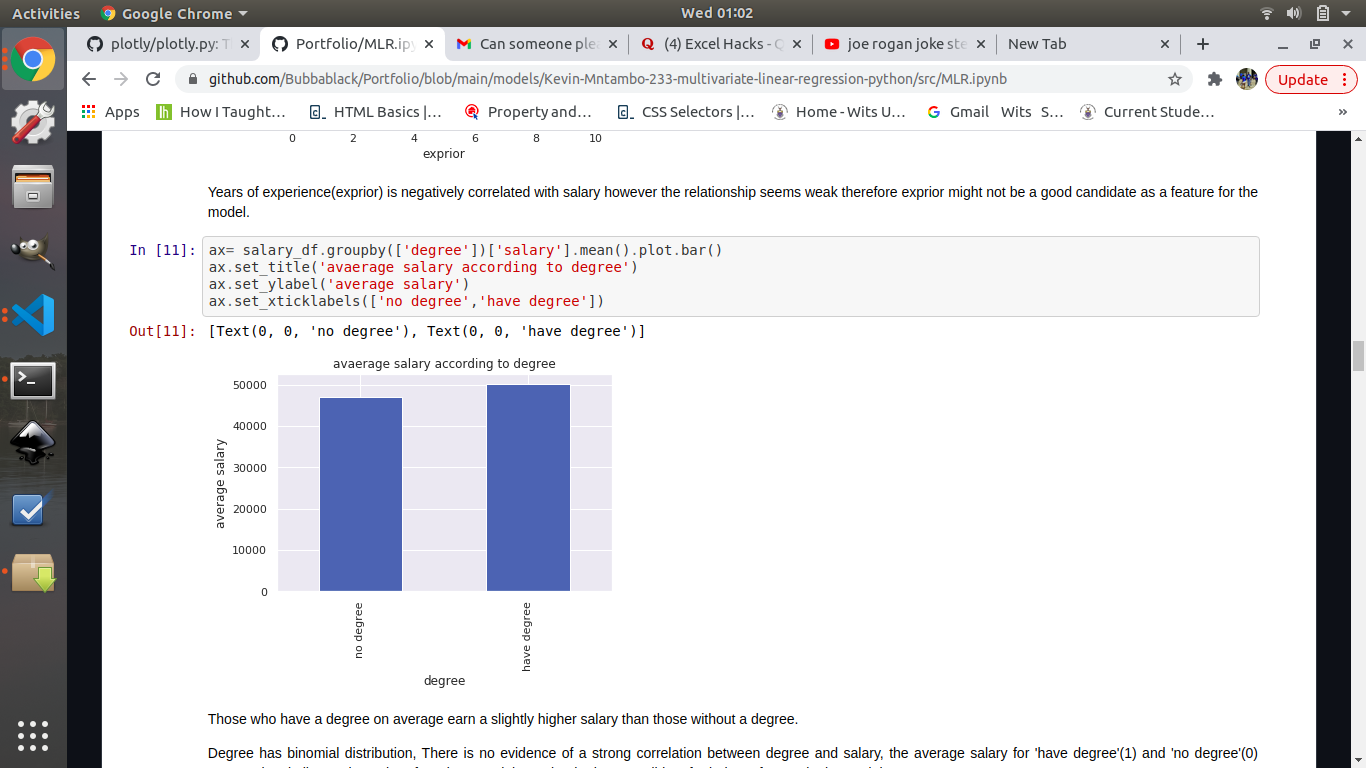 Activities Google Chrome Wed 01:02
plotly/plotly.py: T Portfolio/MLR.ipy Can someone ple (4) Excel Hacks - Q joe rogan joke ste New Tab
github.com/Bubbablack/Portfolio/blob/main/models/Kevin-Mntambo-233-multivariate-linear-regression-python/src/MLR.ipynb Update
Apps How I Taught... HTML Basics |... Property and... CSS Selectors |... Home - Wits U... Gmail Wits S... Current Stude... »
0 2 4 6 8 10
exprior
Years of experience(exprior) is negatively correlated with salary however the relationship seems weak therefore exprior might not be a good candidate as a feature for the
model.
In [11]: ax= salary_df.groupby(['degree'])['salary'].mean().plot.bar()
ax.set_title('avaerage salary according to degree')
ax.set_ylabel('average salary')
ax.set_xticklabels(['no degree','have degree'])
Out[11]: [Text(0, 0, 'no degree'), Text(0, 0, 'have degree')]
avaerage salary according to degree
50000
40000
30000
20000
10000
0
average salary
no degree
have degree
degree
Those who have a degree on average earn a slightly higher salary than those without a degree.
Degree has binomial distribution, There is no evidence of a strong correlation between degree and salary, the average salary for 'have degree'(1) and 'no degree'(0)